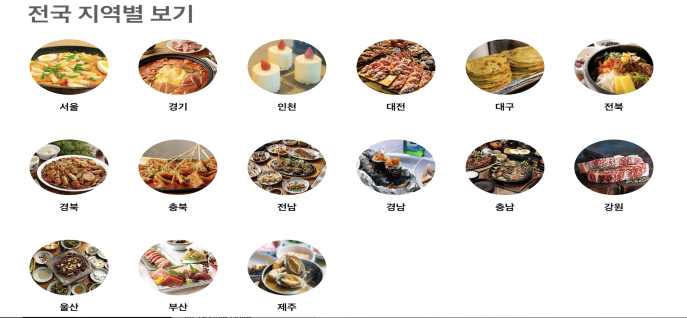 전국 지역별 보기
서울 경기 인천 대전 대구 전북
경북 충북 전남 경남 충남 강원
울산 부산 제주